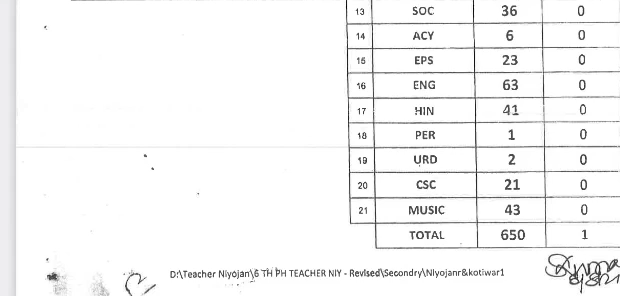 13 SOC 36 0
14 ACY 6 0
15 EPS 23 0
16 ENG 63 0
17 HIN 41 0
18 PER 1 0
19 URD 2 0
20 CSC 21 0
21 MUSIC 43 0
TOTAL 650 1
D:\Teacher Niyojan\6 TH PH TEACHER NIY - Revised\Secondry\Niyojanr&kotiwar1